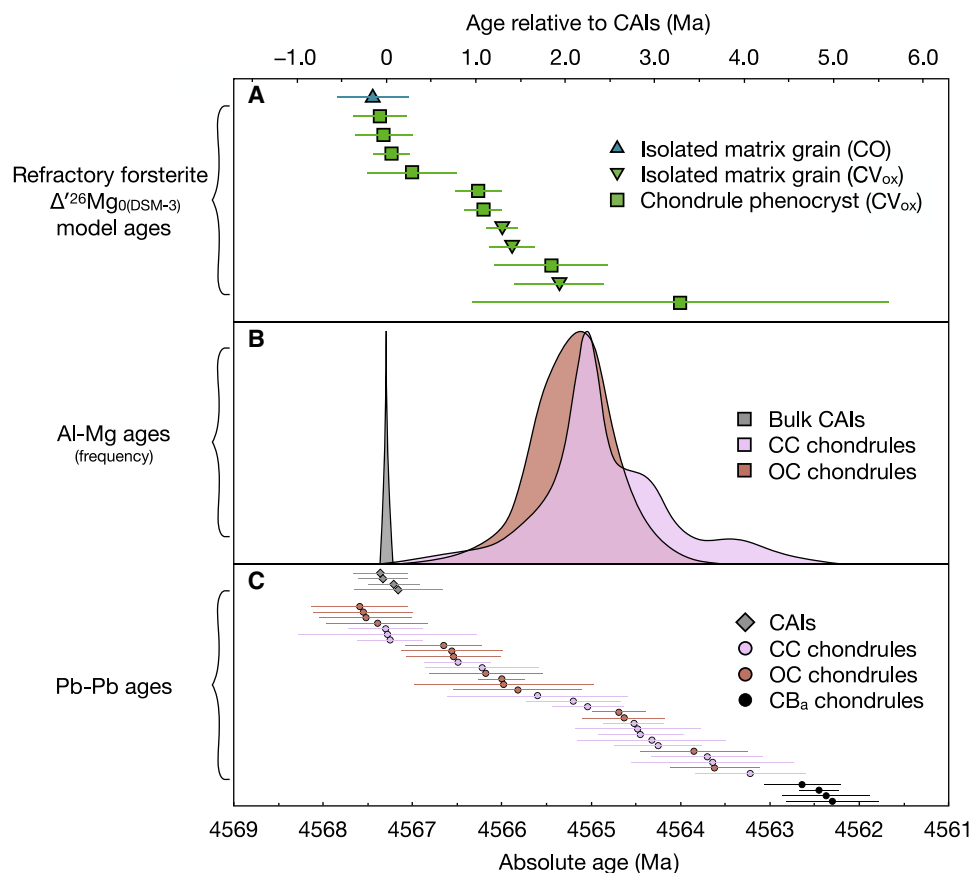 Age relative to CAIs (Ma)
−1.0 0 1.0 2.0 3.0 4.0 5.0 6.0
A
Refractory forsterite
Δ′²⁶Mg₀(DSM-3)
model ages
Isolated matrix grain (CO)
Isolated matrix grain (CVox)
Chondrule phenocryst (CVox)
B
Al-Mg ages
(frequency)
Bulk CAIs
CC chondrules
OC chondrules
C
Pb-Pb ages
CAIs
CC chondrules
OC chondrules
CBa chondrules
4569 4568 4567 4566 4565 4564 4563 4562 4561
Absolute age (Ma)